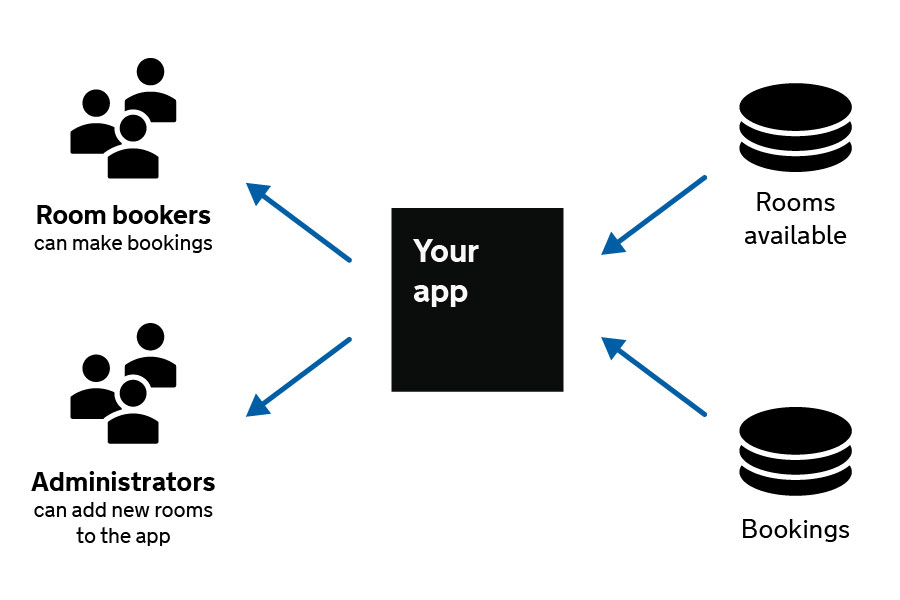 Room bookers
can make bookings
Administrators
can add new rooms
to the app
Your
app
Rooms
available
Bookings